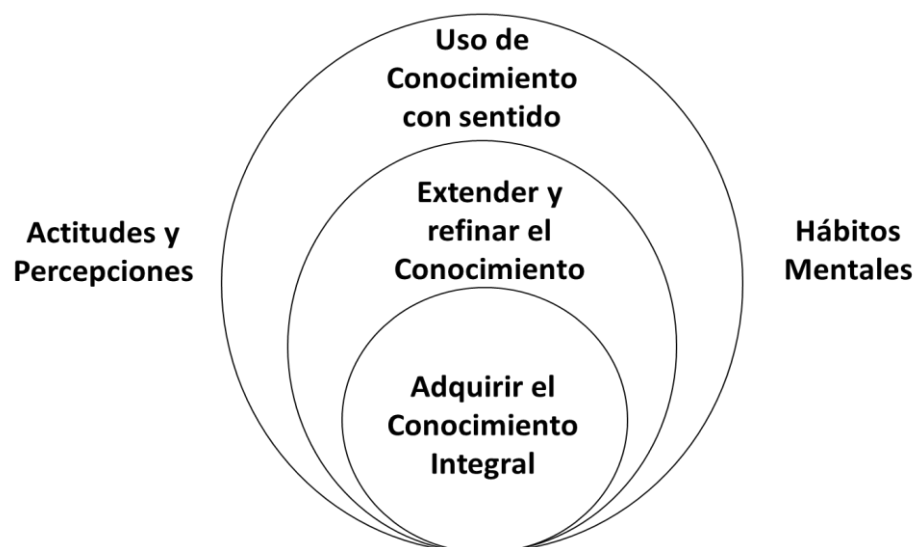 Uso de
Conocimiento
con sentido
Extender y
refinar el
Conocimiento
Actitudes y
Percepciones
Hábitos
Mentales
Adquirir el
Conocimiento
Integral